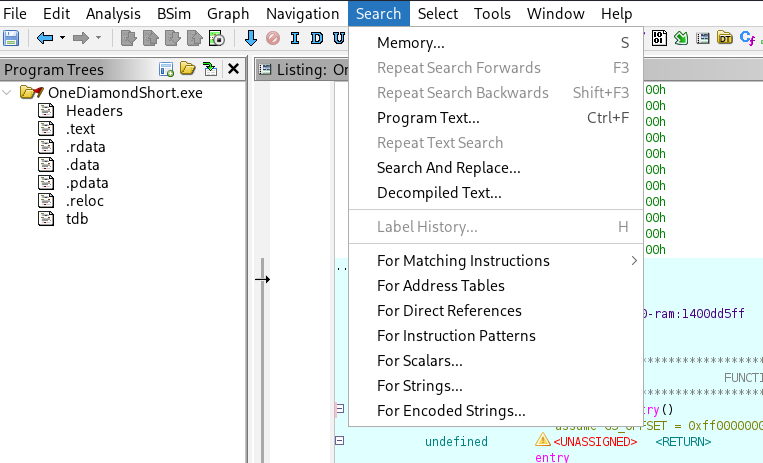 File Edit Analysis BSim Graph Navigation Search Select Tools Window Help
I D U
Program Trees
Listing: On
OneDiamondShort.exe
Headers
.text
.rdata
.data
.pdata
.reloc
tdb
Memory... S
Repeat Search Forwards F3
Repeat Search Backwards Shift+F3
Program Text... Ctrl+F
Repeat Text Search
Search And Replace...
Decompiled Text...
Label History... H
For Matching Instructions
For Address Tables
For Direct References
For Instruction Patterns
For Scalars...
For Strings...
For Encoded Strings...
00h
00h
00h
00h
00h
00h
00h
00h
00h
00h
00h
0-ram:1400dd5ff
FUNCTI
try()
undefined <UNASSIGNED> <RETURN>
entry